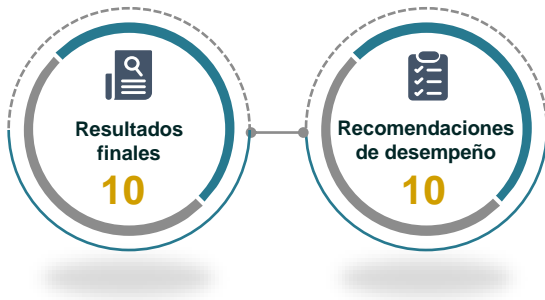 Resultados
finales
10
Recomendaciones
de desempeño
10